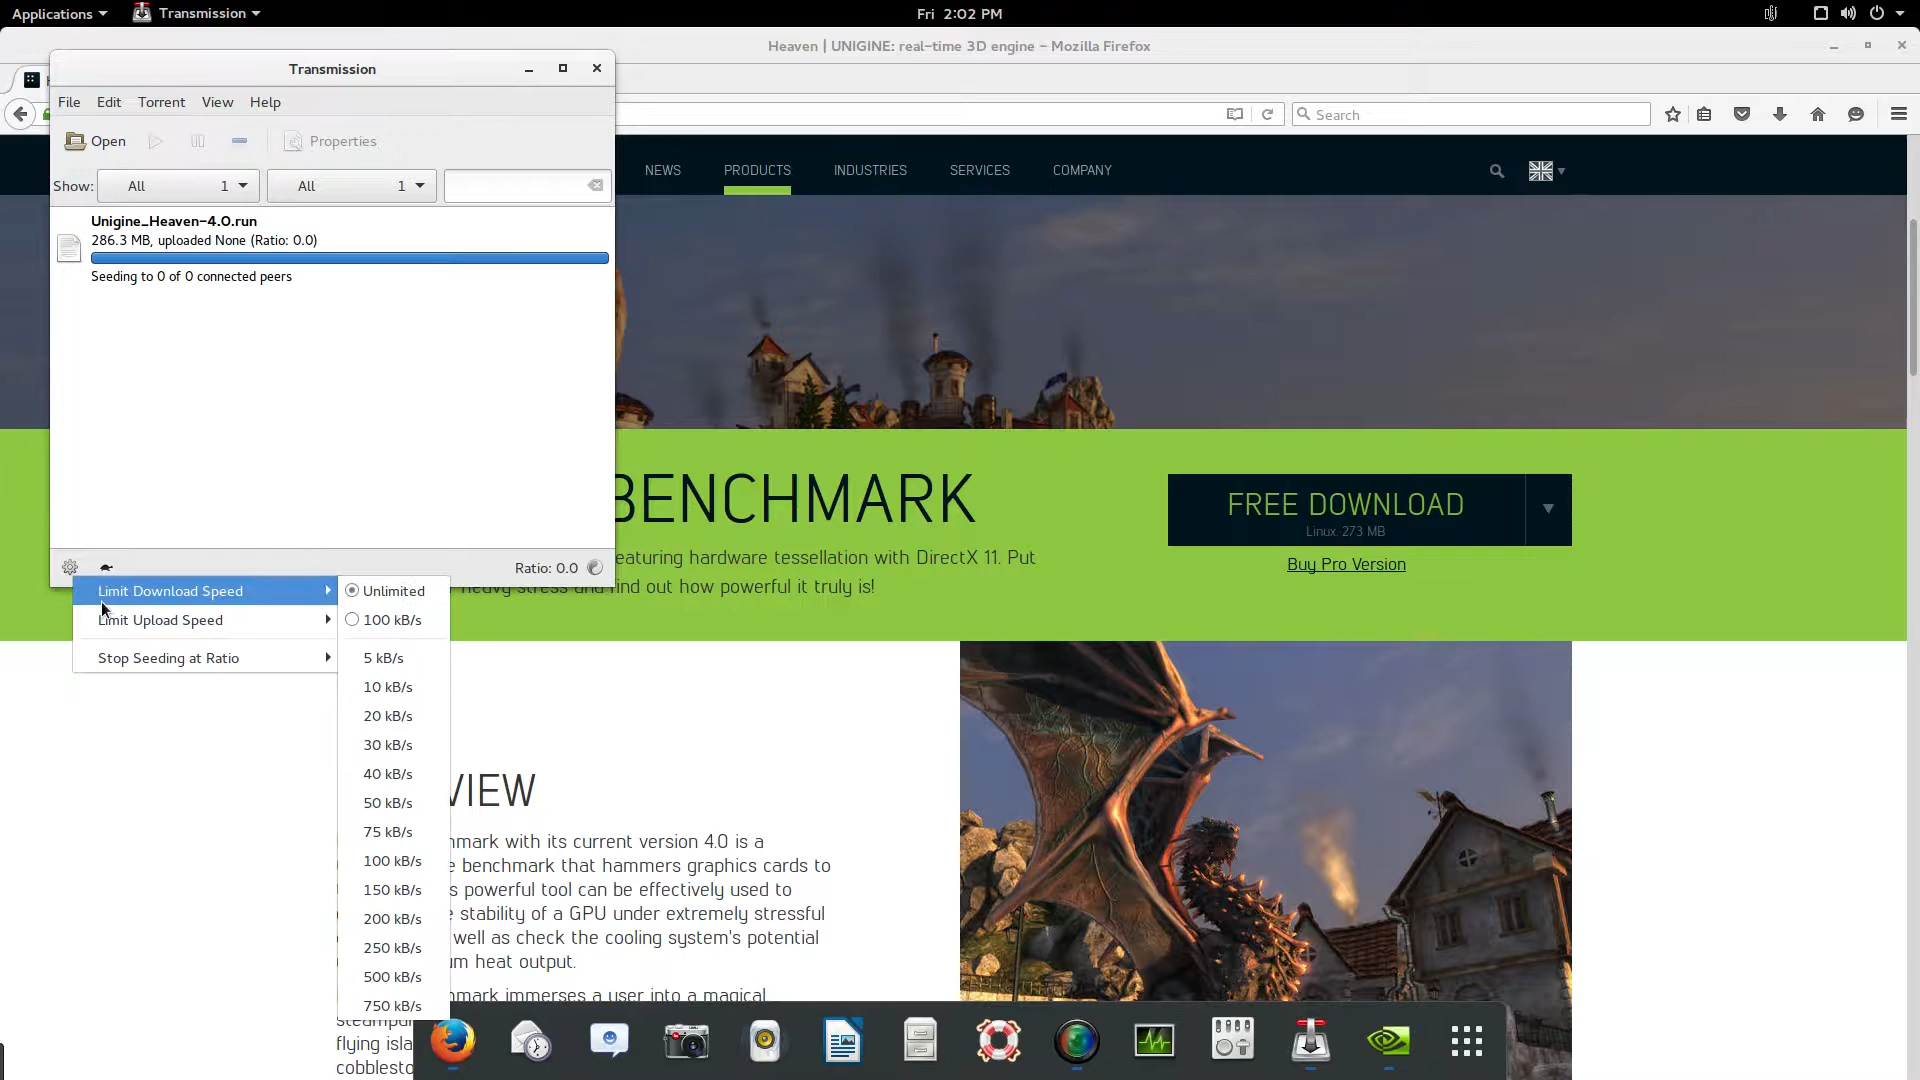 Applications
Transmission
Fri 2:02 PM
Heaven | UNIGINE: real-time 3D engine - Mozilla Firefox
Transmission
File Edit Torrent View Help
Search
Open
Properties
NEWS PRODUCTS INDUSTRIES SERVICES COMPANY
Show: All 1 All 1
Unigine_Heaven-4.0.run
286.3 MB, uploaded None (Ratio: 0.0)
Seeding to 0 of 0 connected peers
BENCHMARK
FREE DOWNLOAD
Linux. 273 MB
Buy Pro Version
eaturing hardware tessellation with DirectX 11. Put
heavy stress and find out how powerful it truly is!
Ratio: 0.0
Limit Download Speed
Limit Upload Speed
Stop Seeding at Ratio
Unlimited
100 kB/s
5 kB/s
10 kB/s
20 kB/s
30 kB/s
40 kB/s
50 kB/s
75 kB/s
100 kB/s
150 kB/s
200 kB/s
250 kB/s
500 kB/s
750 kB/s
VIEW
hmark with its current version 4.0 is a
e benchmark that hammers graphics cards to
s powerful tool can be effectively used to
e stability of a GPU under extremely stressful
well as check the cooling system's potential
um heat output.
hmark immerses a user into a magical
steampu
flying isla
cobblesto